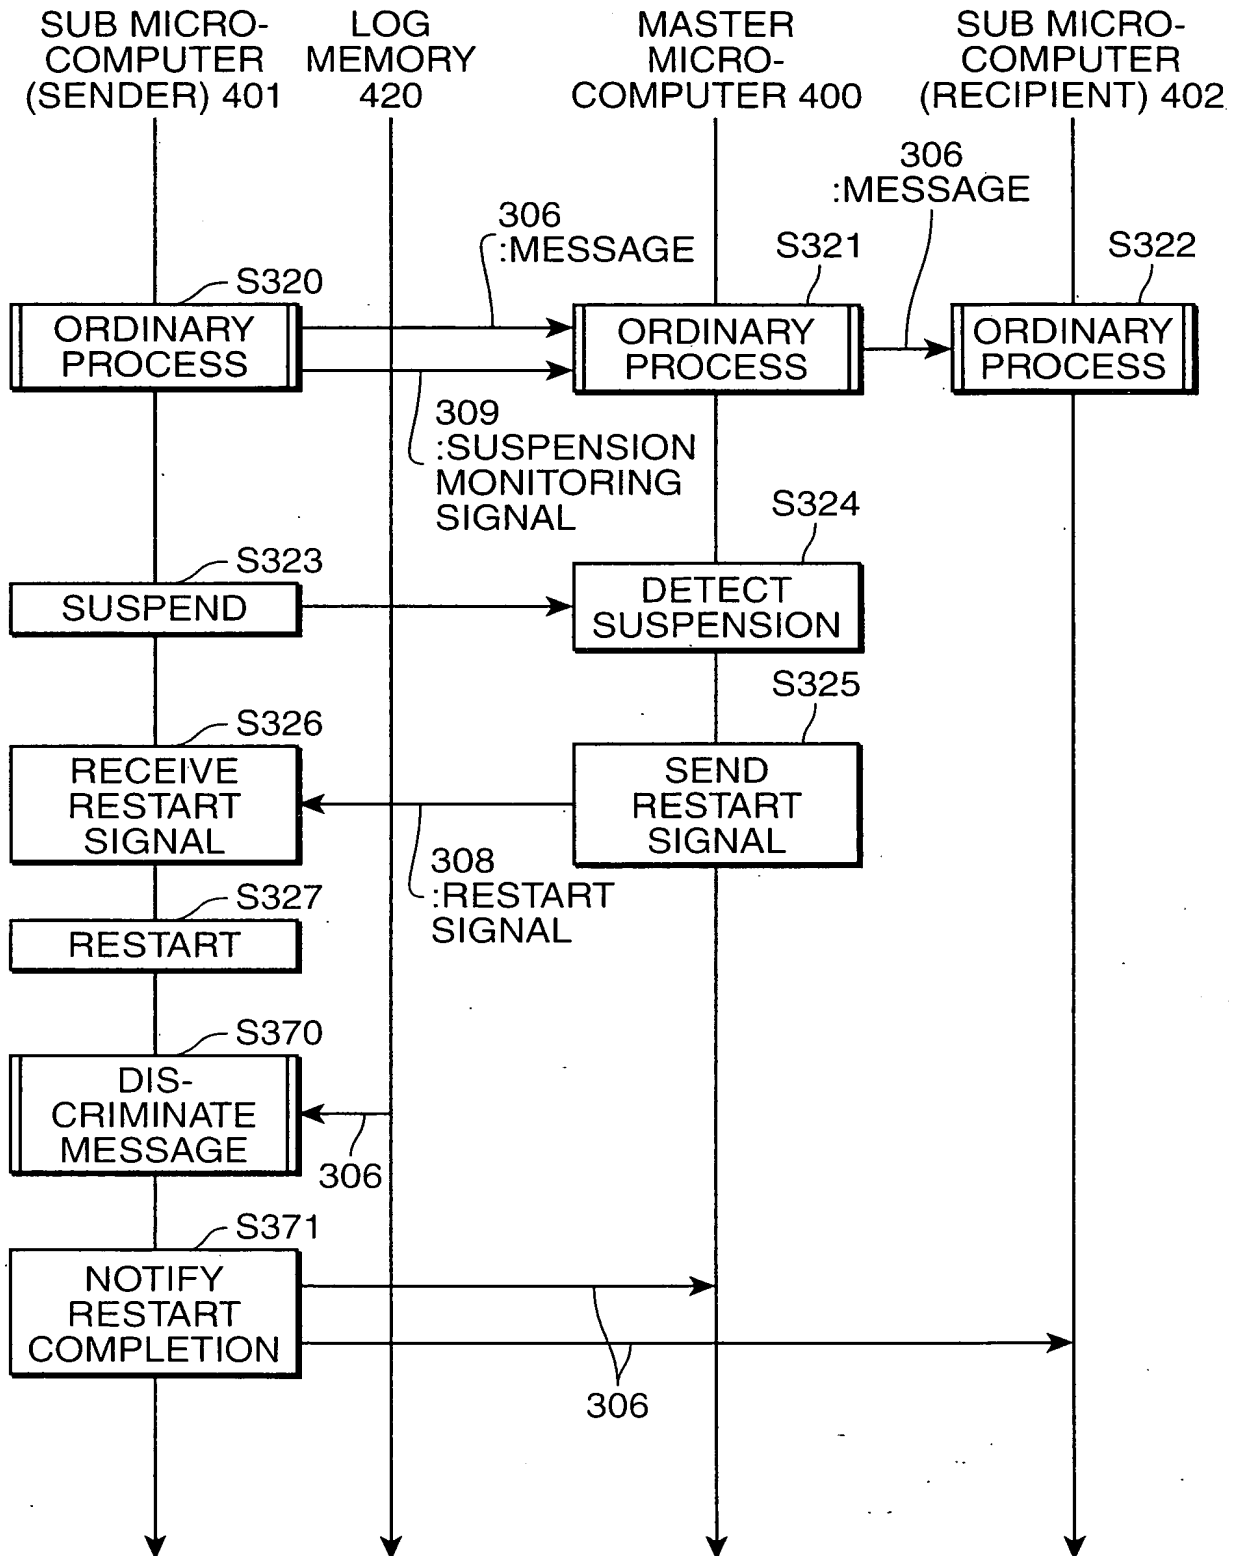 SUB MICRO-
COMPUTER
(SENDER) 401
LOG
MEMORY
420
MASTER
MICRO-
COMPUTER 400
SUB MICRO-
COMPUTER
(RECIPIENT) 402
306
:MESSAGE
306
:MESSAGE
S320
S321
S322
ORDINARY
PROCESS
ORDINARY
PROCESS
ORDINARY
PROCESS
309
:SUSPENSION
MONITORING
SIGNAL
S323
SUSPEND
S324
DETECT
SUSPENSION
S325
SEND
RESTART
SIGNAL
S326
RECEIVE
RESTART
SIGNAL
308
:RESTART
SIGNAL
S327
RESTART
S370
DIS-
CRIMINATE
MESSAGE
306
S371
NOTIFY
RESTART
COMPLETION
306